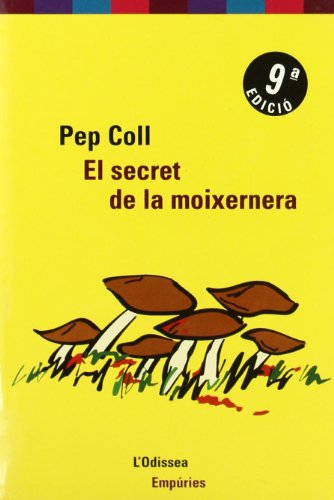 9ª
EDICIÓ
Pep Coll
El secret
de la moixernera
L'Odissea
Empúries